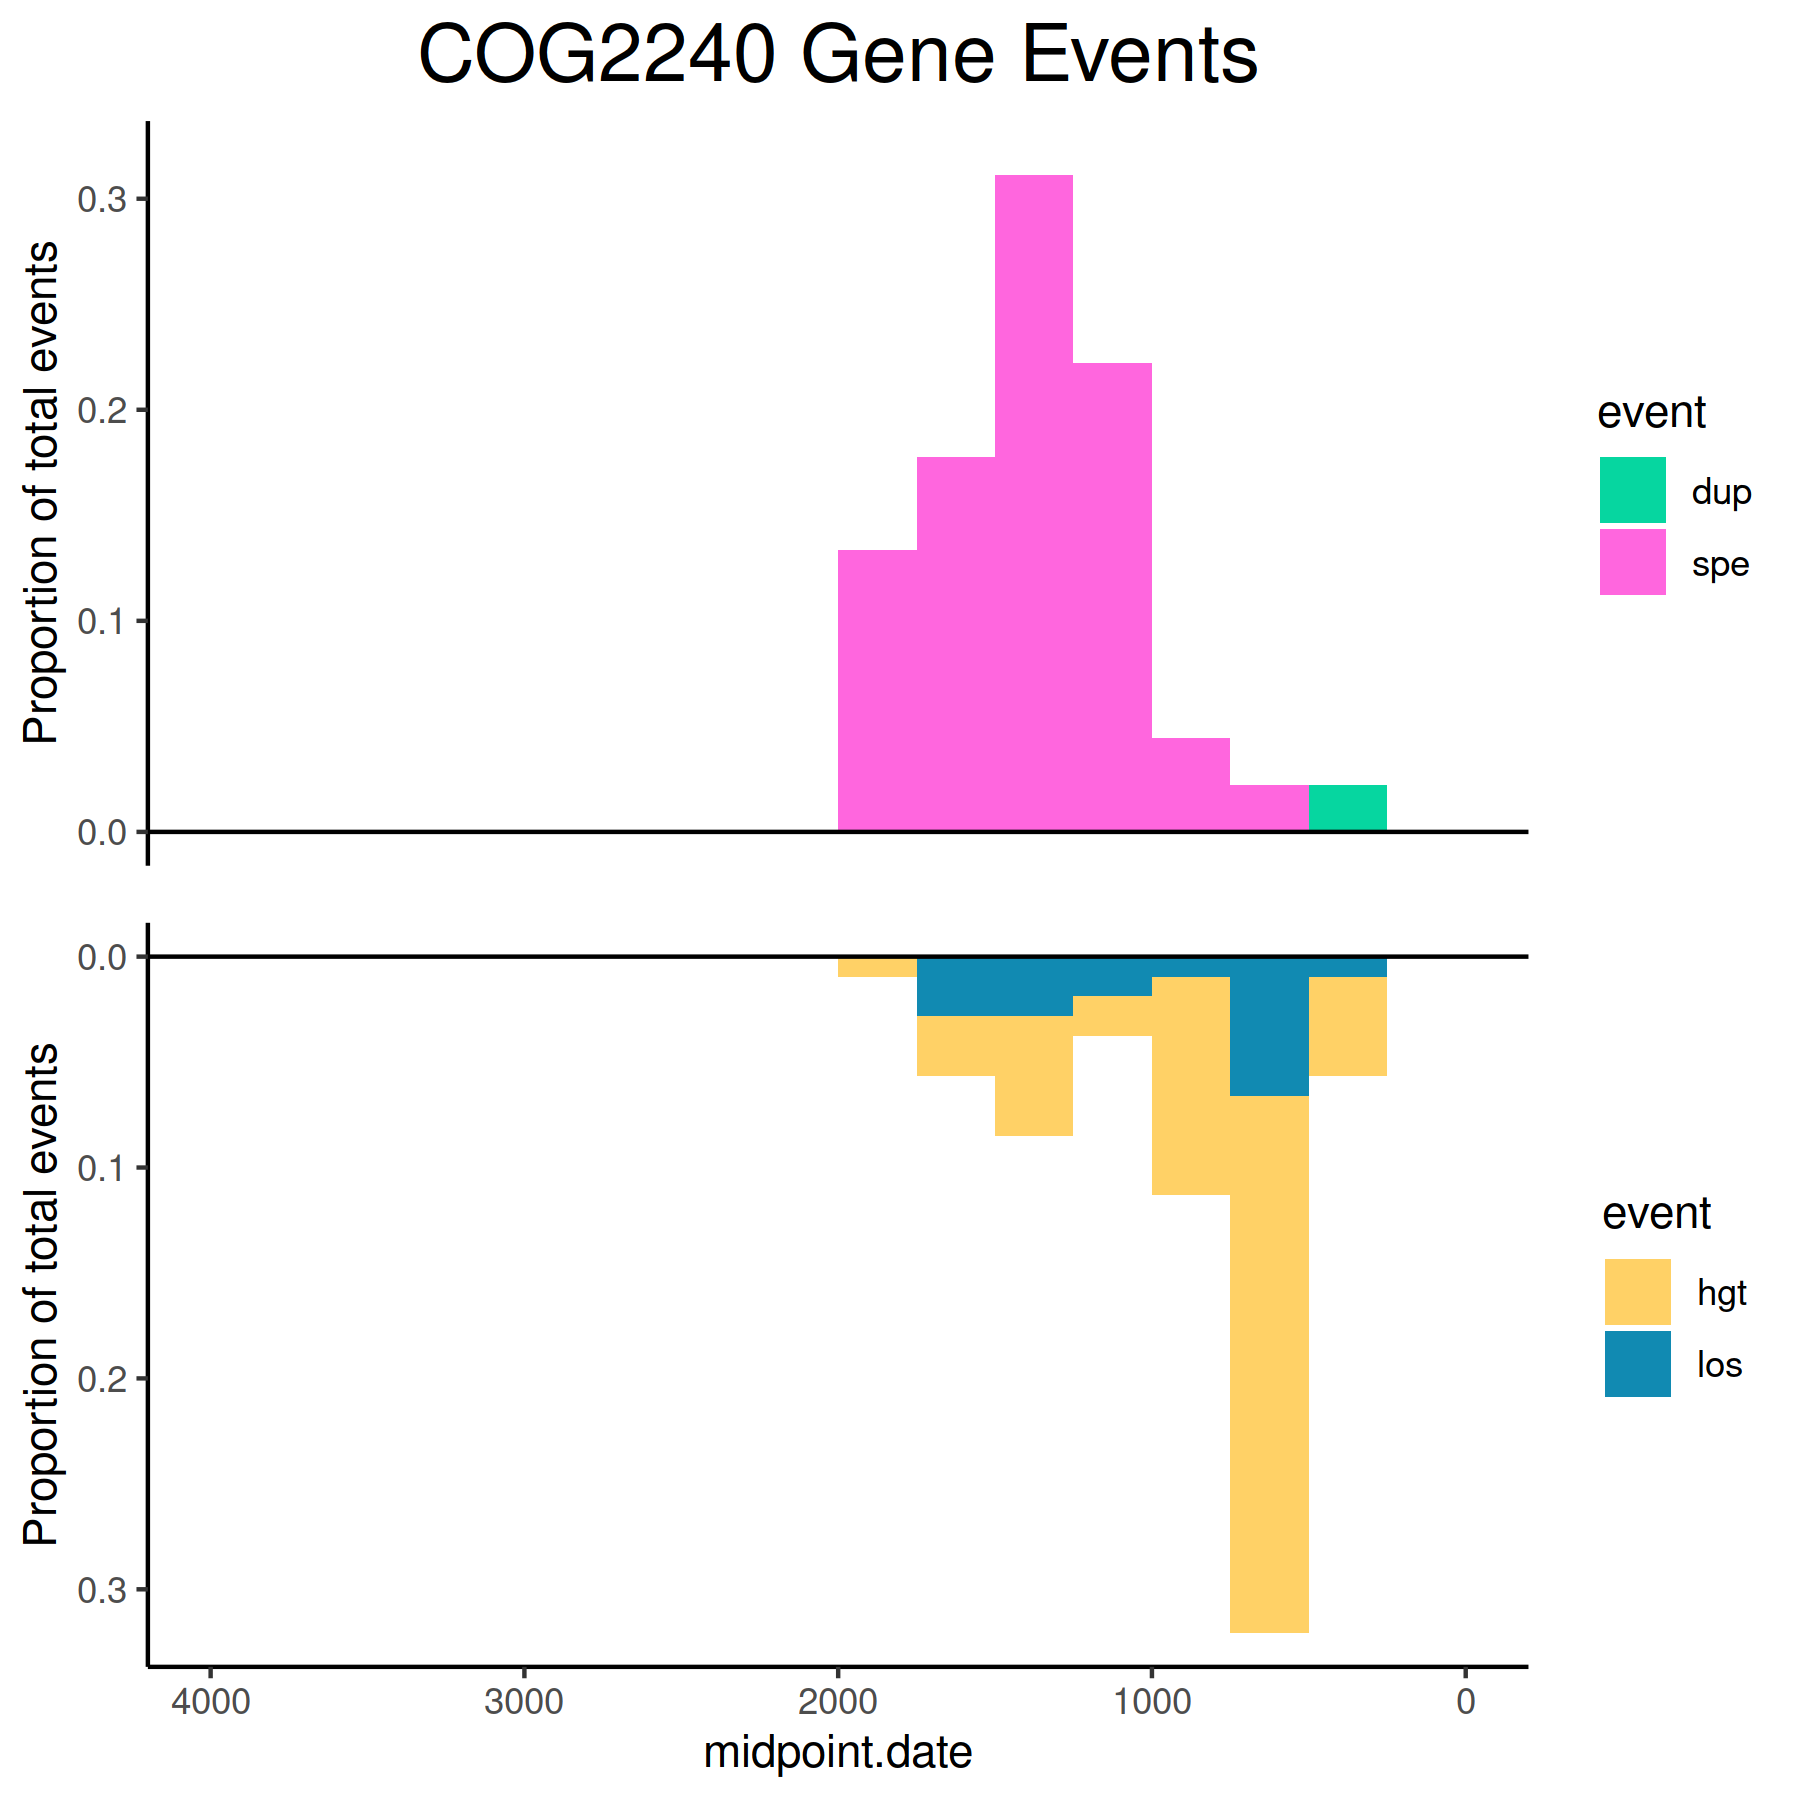 COG2240 Gene Events
Proportion of total events
0.3
0.2
0.1
0.0
event
dup
spe
Proportion of total events
0.0
0.1
0.2
0.3
event
hgt
los
4000 3000 2000 1000 0
midpoint.date